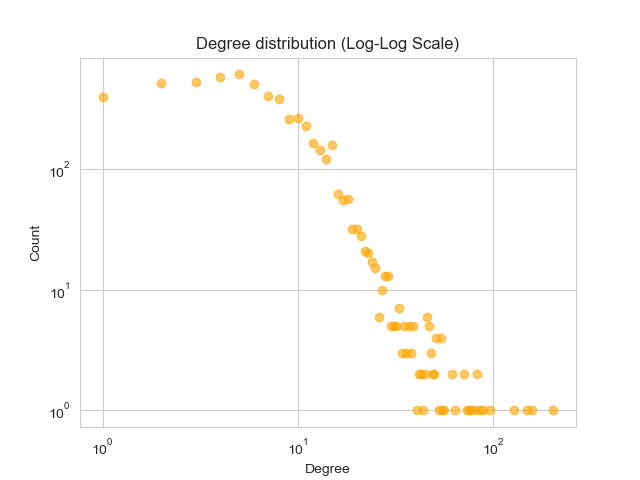 Degree distribution (Log-Log Scale)
Count
10²
10¹
10⁰
10⁰ 10¹ 10²
Degree